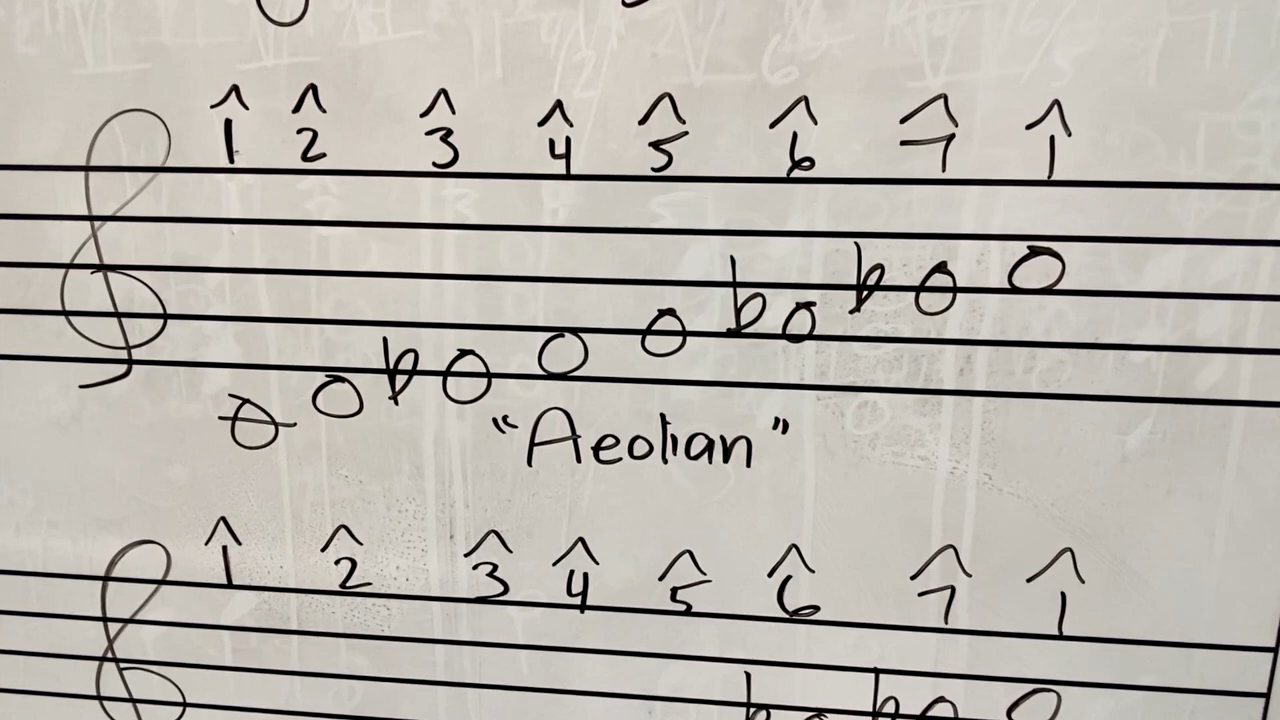 1̂ 2̂ 3̂ 4̂ 5̂ 6̂ 7̂ 1̂
“Aeolian”
1̂ 2̂ 3̂ 4̂ 5̂ 6̂ 7̂ 1̂